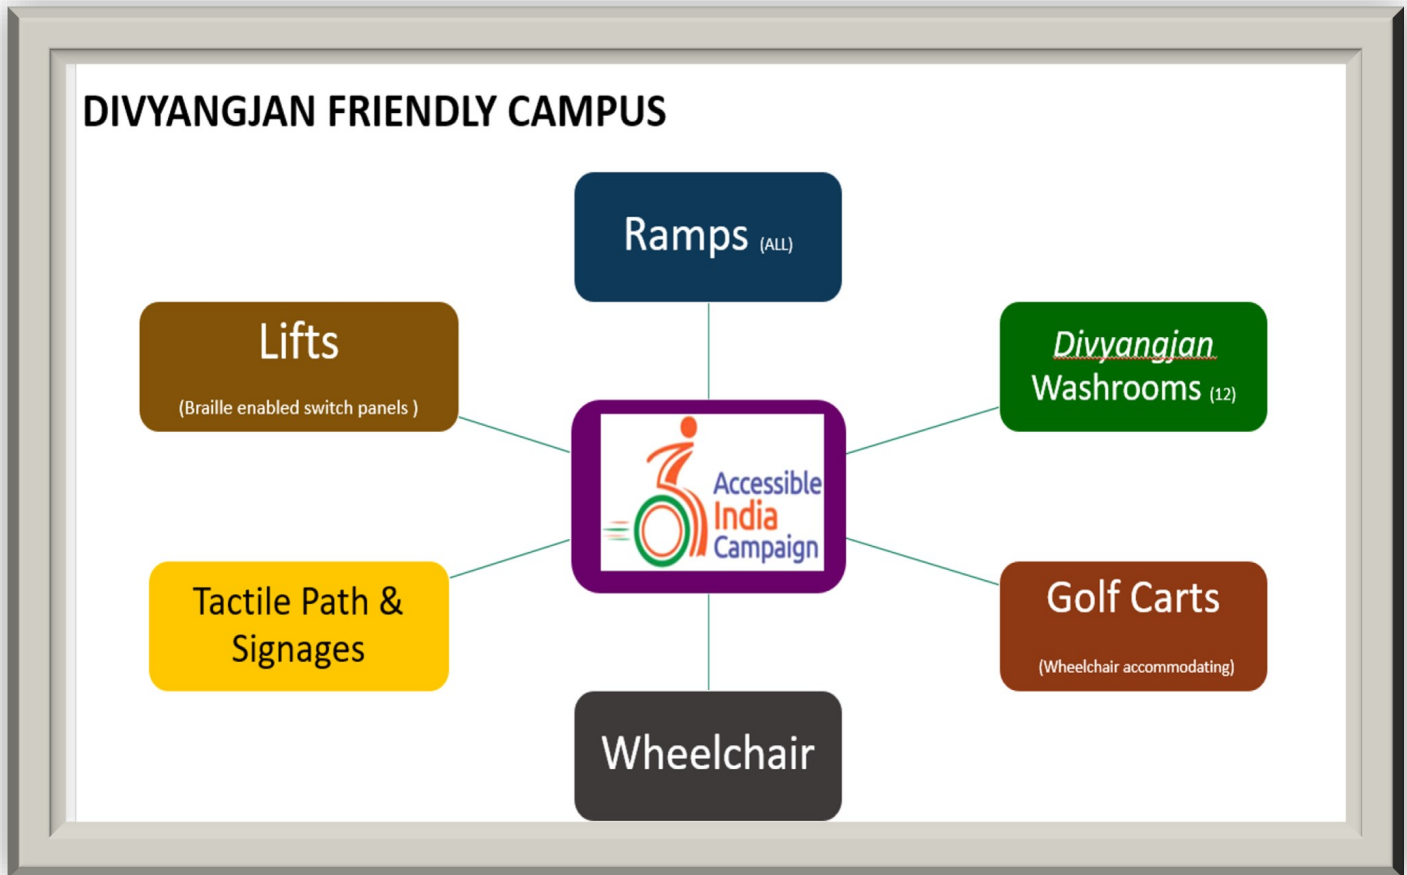 DIVYANGJAN FRIENDLY CAMPUS
Ramps (ALL)
Lifts
(Braille enabled switch panels )
Divyangjan
Washrooms (12)
Accessible
India
Campaign
Tactile Path &
Signages
Golf Carts
(Wheelchair accommodating)
Wheelchair